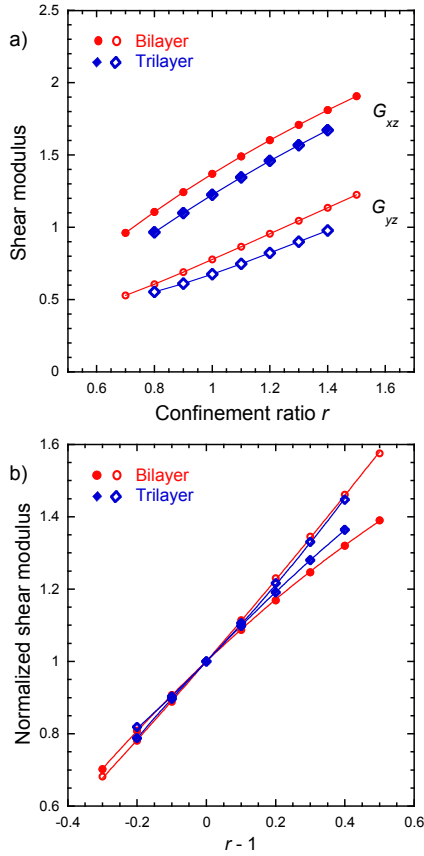 a)
Bilayer
Trilayer
2.5
2
1.5
1
0.5
0
Shear modulus
G_xz
G_yz
0.6 0.8 1 1.2 1.4 1.6
Confinement ratio r
b)
Bilayer
Trilayer
1.6
1.4
1.2
1
0.8
0.6
Normalized shear modulus
-0.4 -0.2 0 0.2 0.4 0.6
r - 1